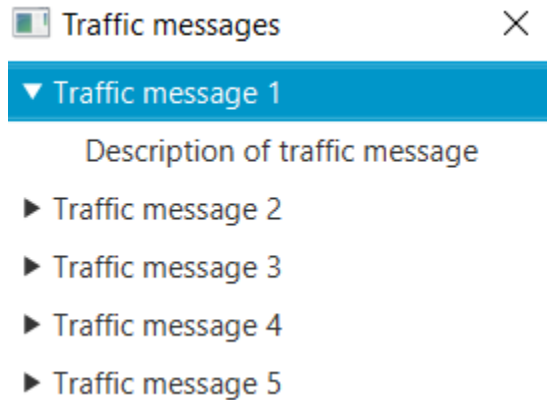 Traffic messages
Traffic message 1
Description of traffic message
Traffic message 2
Traffic message 3
Traffic message 4
Traffic message 5